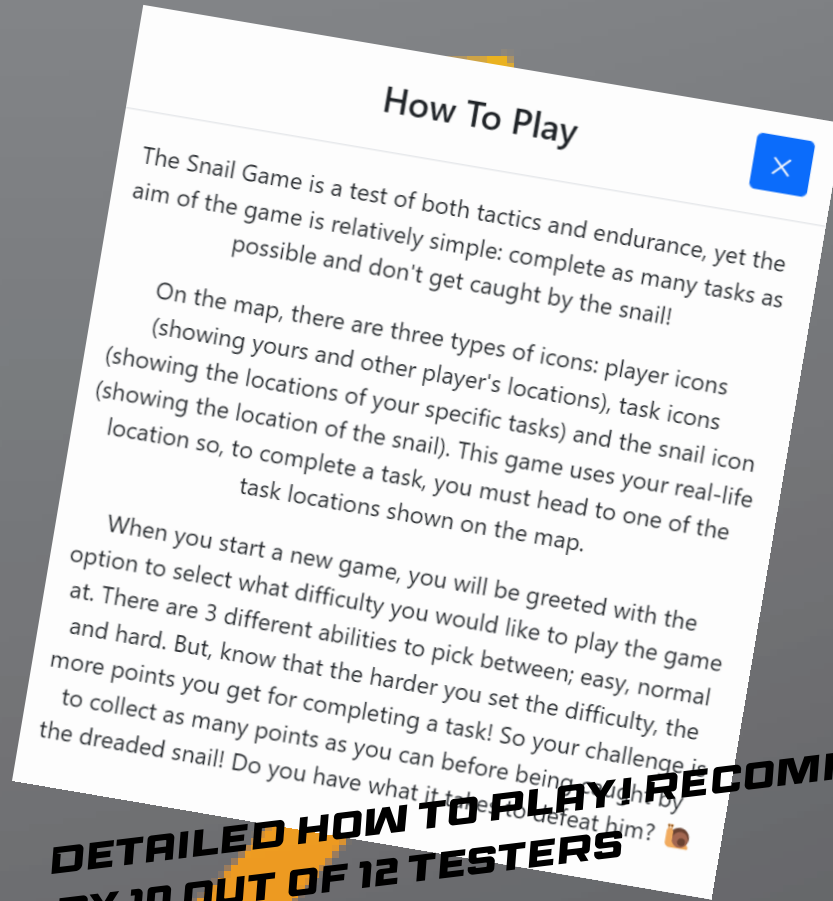 How To Play
The Snail Game is a test of both tactics and endurance, yet the
aim of the game is relatively simple: complete as many tasks as
possible and don't get caught by the snail!
On the map, there are three types of icons: player icons
(showing yours and other player's locations), task icons
(showing the locations of your specific tasks) and the snail icon
(showing the location of the snail). This game uses your real-life
location so, to complete a task, you must head to one of the
task locations shown on the map.
When you start a new game, you will be greeted with the
option to select what difficulty you would like to play the game
at. There are 3 different abilities to pick between; easy, normal
and hard. But, know that the harder you set the difficulty, the
more points you get for completing a task! So your challenge is
to collect as many points as you can before being caught by
the dreaded snail! Do you have what it takes to defeat him? 🐌
DETAILED HOW TO PLAY! RECOM
BY 10 OUT OF 12 TESTERS